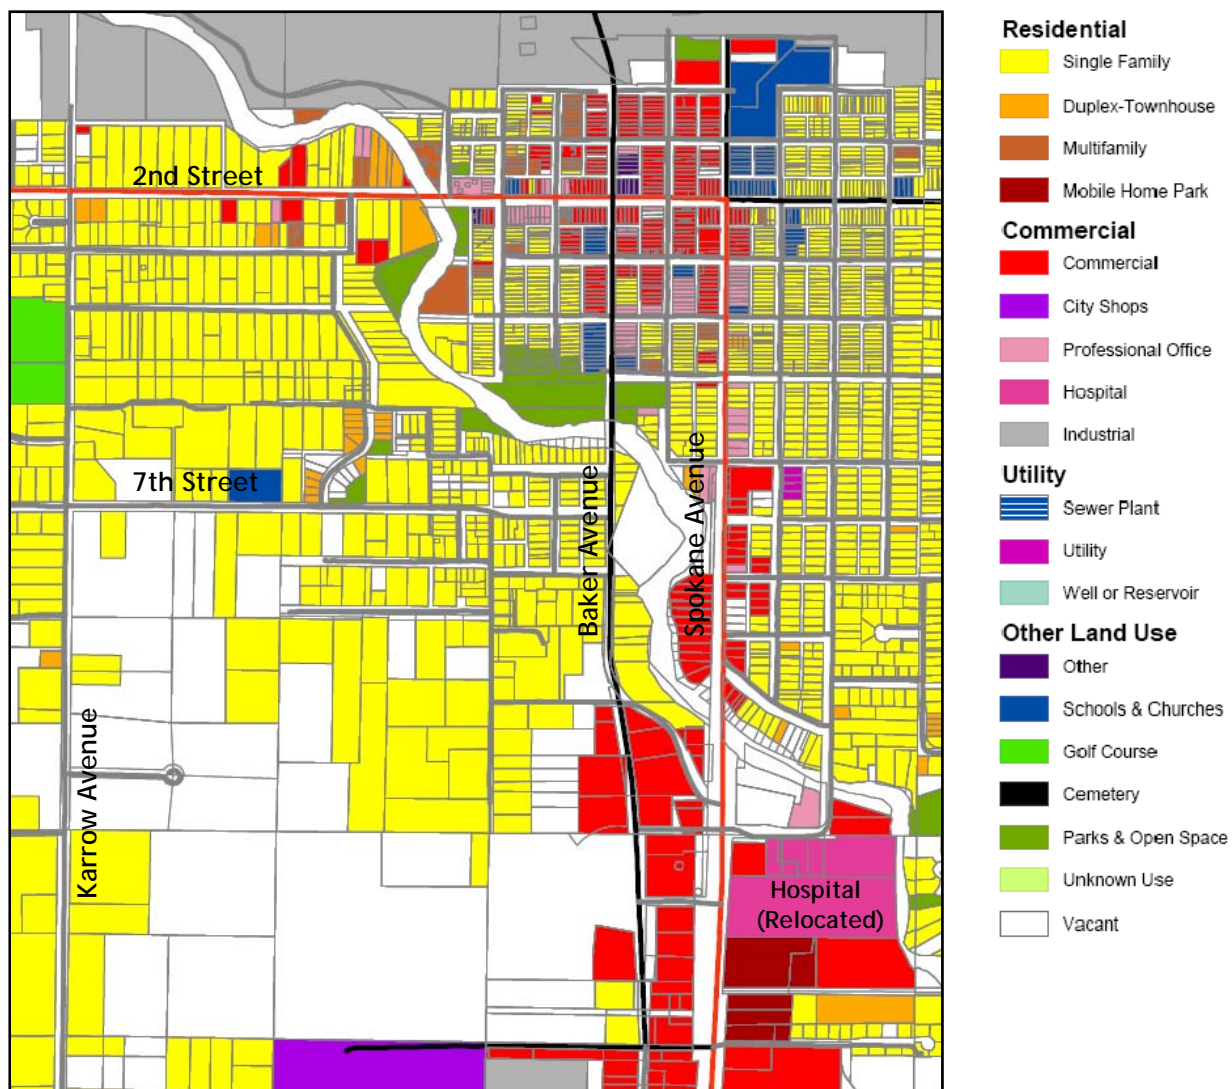 2nd Street
7th Street
Baker Avenue
Spokane Avenue
Karrow Avenue
Hospital
(Relocated)
Residential
Single Family
Duplex-Townhouse
Multifamily
Mobile Home Park
Commercial
Commercial
City Shops
Professional Office
Hospital
Industrial
Utility
Sewer Plant
Utility
Well or Reservoir
Other Land Use
Other
Schools & Churches
Golf Course
Cemetery
Parks & Open Space
Unknown Use
Vacant